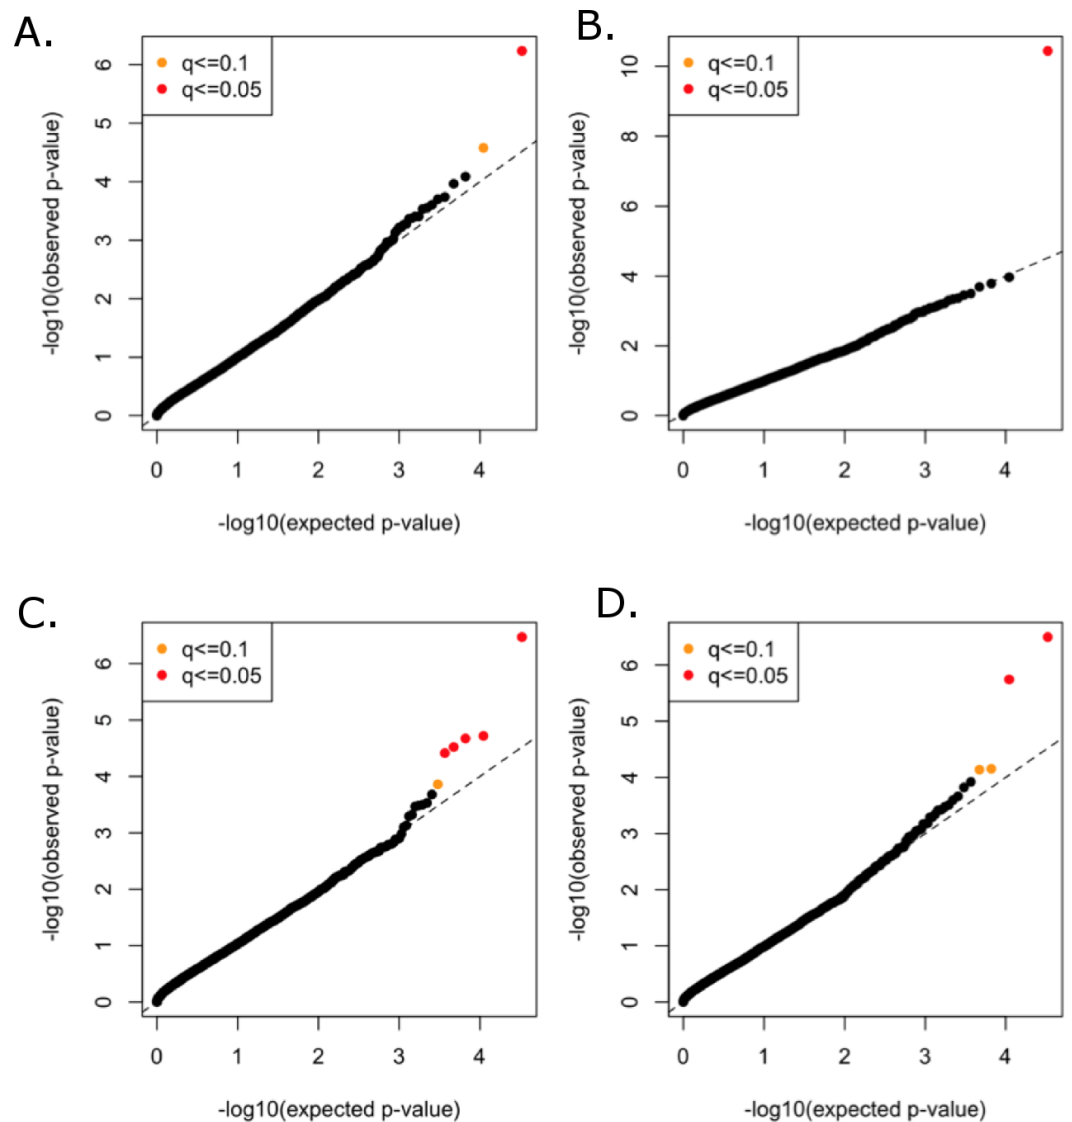 A.
q<=0.1
q<=0.05
0 1 2 3 4 5 6
-log10(observed p-value)
0 1 2 3 4
-log10(expected p-value)
B.
q<=0.1
q<=0.05
0 2 4 6 8 10
-log10(observed p-value)
0 1 2 3 4
-log10(expected p-value)
C.
q<=0.1
q<=0.05
0 1 2 3 4 5 6
-log10(observed p-value)
0 1 2 3 4
-log10(expected p-value)
D.
q<=0.1
q<=0.05
0 1 2 3 4 5 6
-log10(observed p-value)
0 1 2 3 4
-log10(expected p-value)